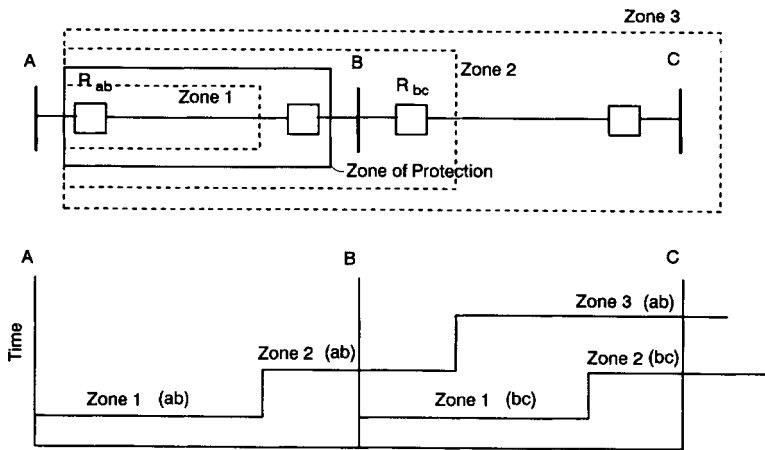 Zone 3
A
B
C
Zone 2
R ab
Zone 1
R bc
Zone of Protection
A
B
C
Time
Zone 3 (ab)
Zone 2 (ab)
Zone 2 (bc)
Zone 1 (ab)
Zone 1 (bc)